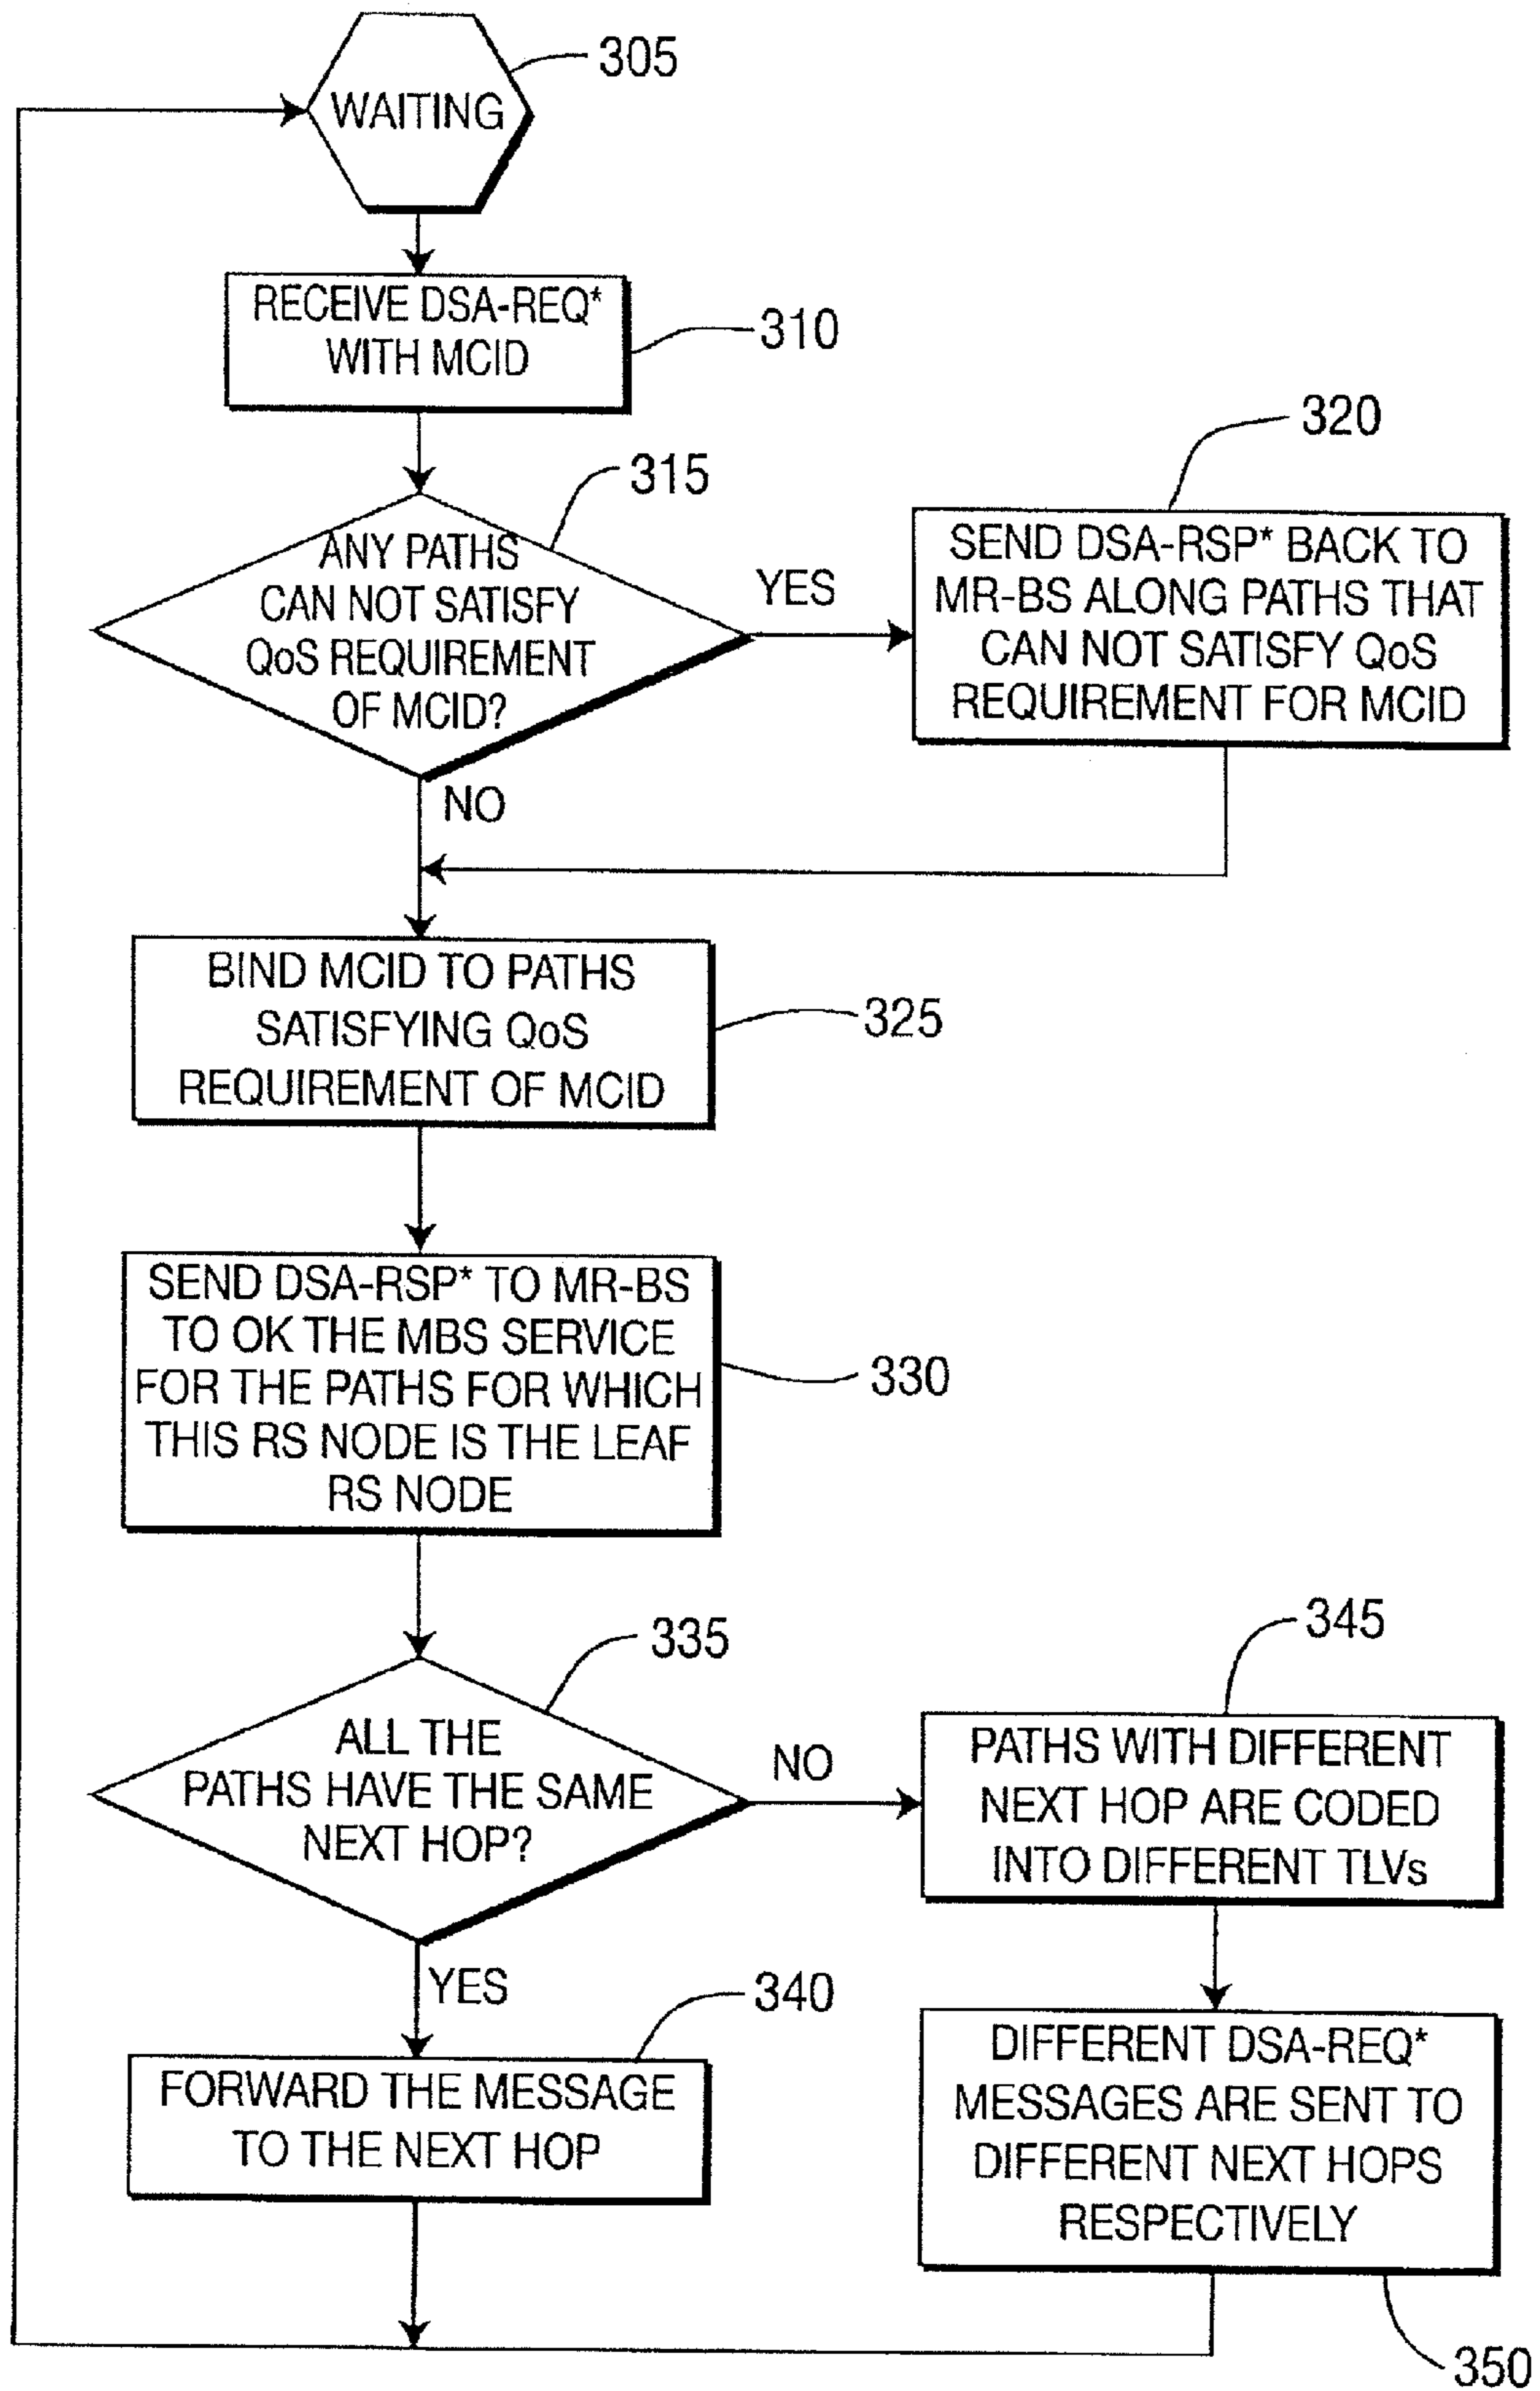 305
WAITING
RECEIVE DSA-REQ*
WITH MCID
310
315
ANY PATHS
CAN NOT SATISFY
QoS REQUIREMENT
OF MCID?
YES
320
SEND DSA-RSP* BACK TO
MR-BS ALONG PATHS THAT
CAN NOT SATISFY QoS
REQUIREMENT FOR MCID
NO
BIND MCID TO PATHS
SATISFYING QoS
REQUIREMENT OF MCID
325
SEND DSA-RSP* TO MR-BS
TO OK THE MBS SERVICE
FOR THE PATHS FOR WHICH
THIS RS NODE IS THE LEAF
RS NODE
330
335
ALL THE
PATHS HAVE THE SAME
NEXT HOP?
NO
345
PATHS WITH DIFFERENT
NEXT HOP ARE CODED
INTO DIFFERENT TLVs
YES
340
FORWARD THE MESSAGE
TO THE NEXT HOP
DIFFERENT DSA-REQ*
MESSAGES ARE SENT TO
DIFFERENT NEXT HOPS
RESPECTIVELY
350